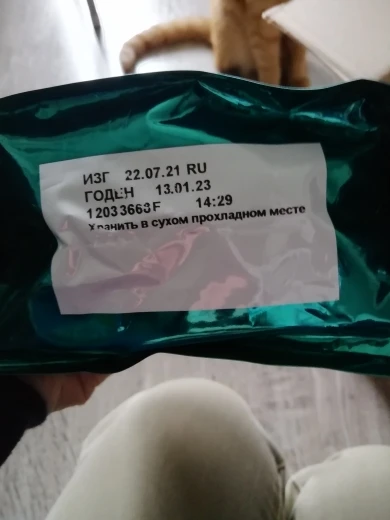 ИЗГ 22.07.21 RU
ГОДЕН 13.01.23
12033663F 14:29
Хранить в сухом прохладном месте